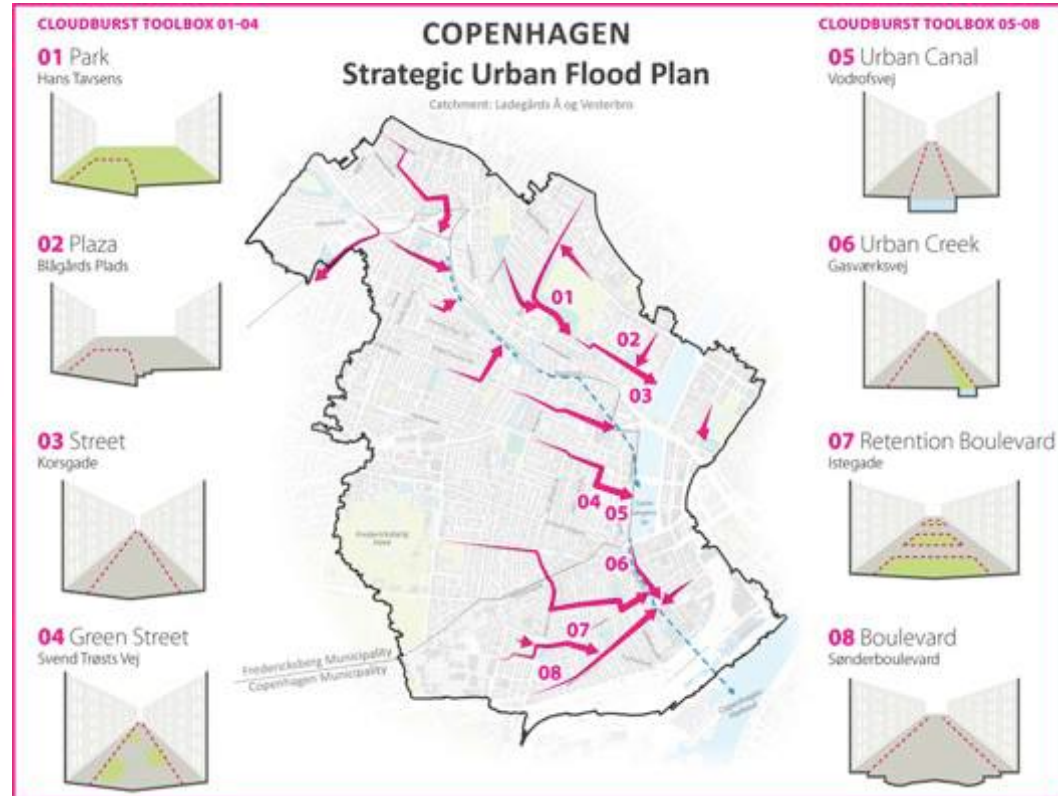 CLOUDBURST TOOLBOX 01-04
01 Park
Hans Tavsens
02 Plaza
Blågårds Plads
03 Street
Korsgade
04 Green Street
Svend Trøsts Vej
COPENHAGEN
Strategic Urban Flood Plan
Catchment: Ladegårds Å og Vesterbro
01
02
03
04
05
06
07
08
Fredericksberg Municipality
Copenhagen Municipality
Copenhagen
CLOUDBURST TOOLBOX 05-08
05 Urban Canal
Vodrofsvej
06 Urban Creek
Gasværksvej
07 Retention Boulevard
Istegade
08 Boulevard
Sønderboulevard